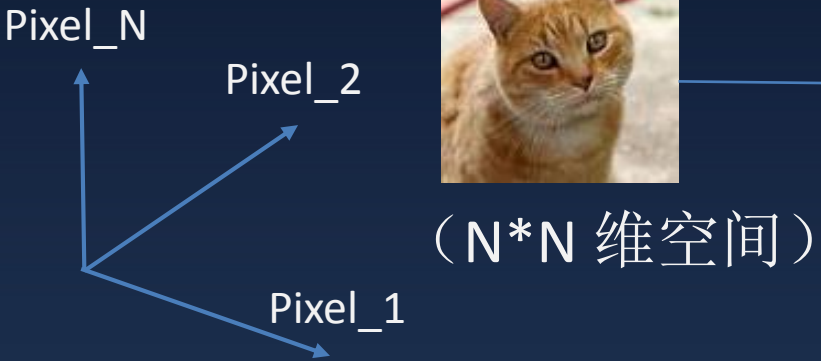 Pixel_N
Pixel_2
（N*N 维空间）
Pixel_1